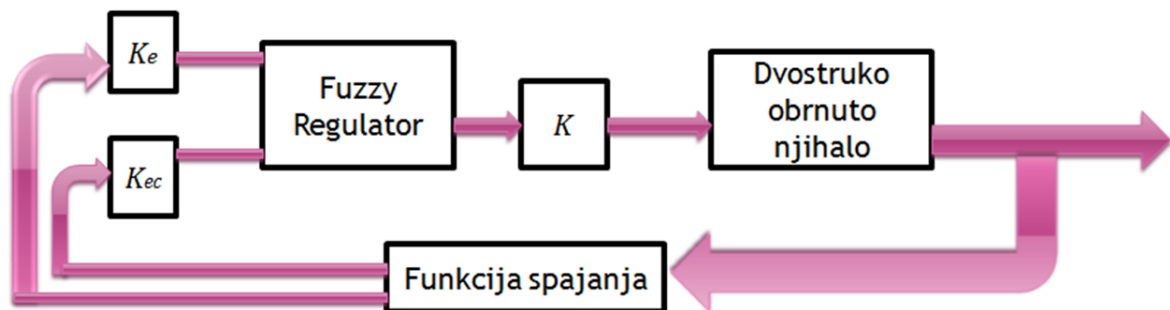 Ke
Fuzzy
Regulator
K
Dvostruko
obrnuto
njihalo
Kec
Funkcija spajanja